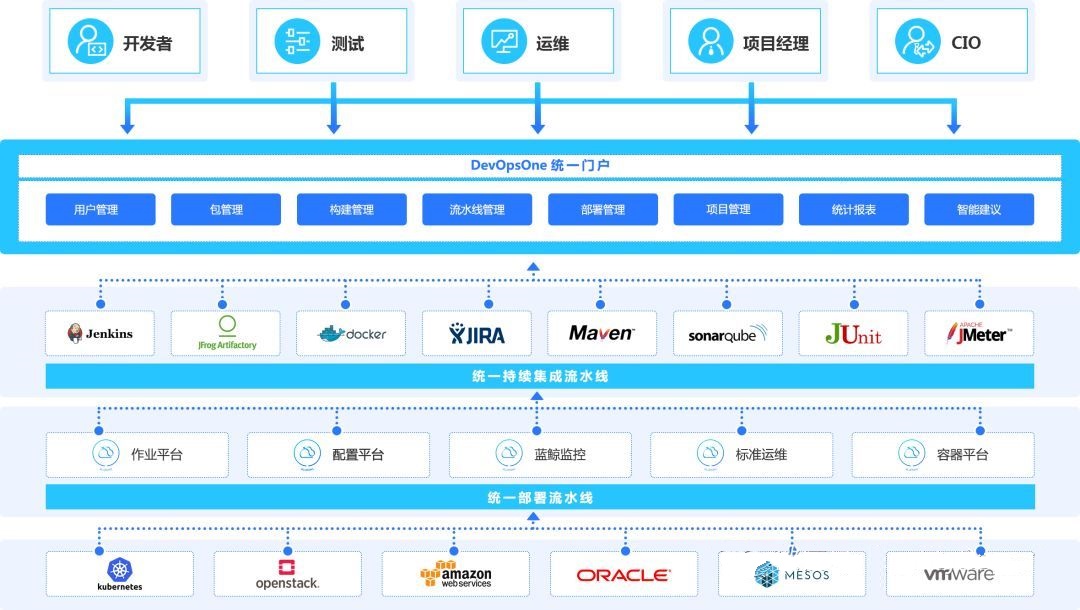 开发者
测试
运维
项目经理
CIO
DevOpsOne 统一门户
用户管理
包管理
构建管理
流水线管理
部署管理
项目管理
统计报表
智能建议
Jenkins
JFrog Artifactory
docker
JIRA
Maven™
sonarqube
JUnit
APACHE
JMeter™
统一持续集成流水线
作业平台
配置平台
蓝鲸监控
标准运维
容器平台
统一部署流水线
kubernetes
openstack.
amazon
web services
ORACLE
MESOS
vmware